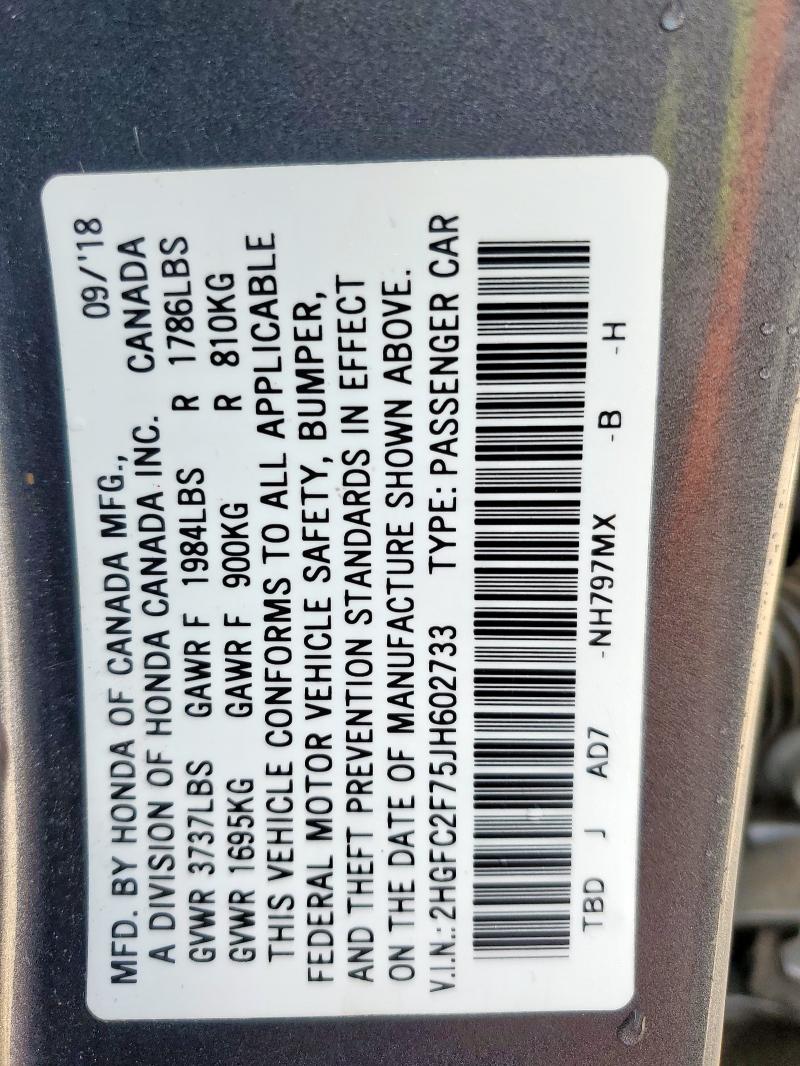 MFD. BY HONDA OF CANADA MFG., 09/'18
A DIVISION OF HONDA CANADA INC. CANADA
GVWR 3737LBS GAWR F 1984LBS R 1786LBS
GVWR 1695KG GAWR F 900KG R 810KG
THIS VEHICLE CONFORMS TO ALL APPLICABLE
FEDERAL MOTOR VEHICLE SAFETY, BUMPER,
AND THEFT PREVENTION STANDARDS IN EFFECT
ON THE DATE OF MANUFACTURE SHOWN ABOVE.
V.I.N.: 2HGFC2F75JH602733 TYPE: PASSENGER CAR
TBD J AD7 -NH797MX -B -H